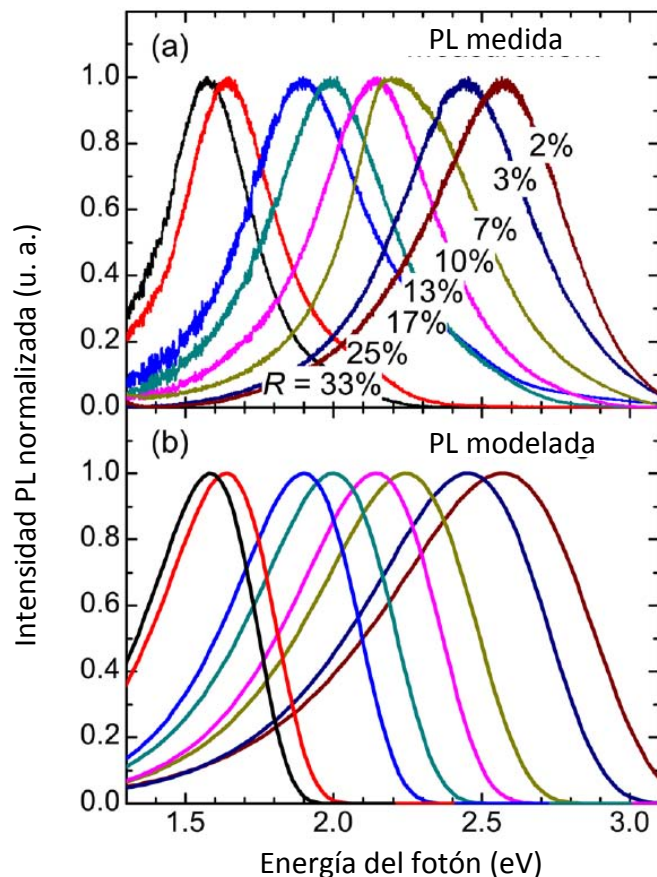 (a)
PL medida
1.0
0.8
0.6
0.4
0.2
0.0
2%
3%
7%
10%
13%
17%
25%
R = 33%
(b)
PL modelada
1.0
0.8
0.6
0.4
0.2
0.0
1.5 2.0 2.5 3.0
Intensidad PL normalizada (u. a.)
Energía del fotón (eV)